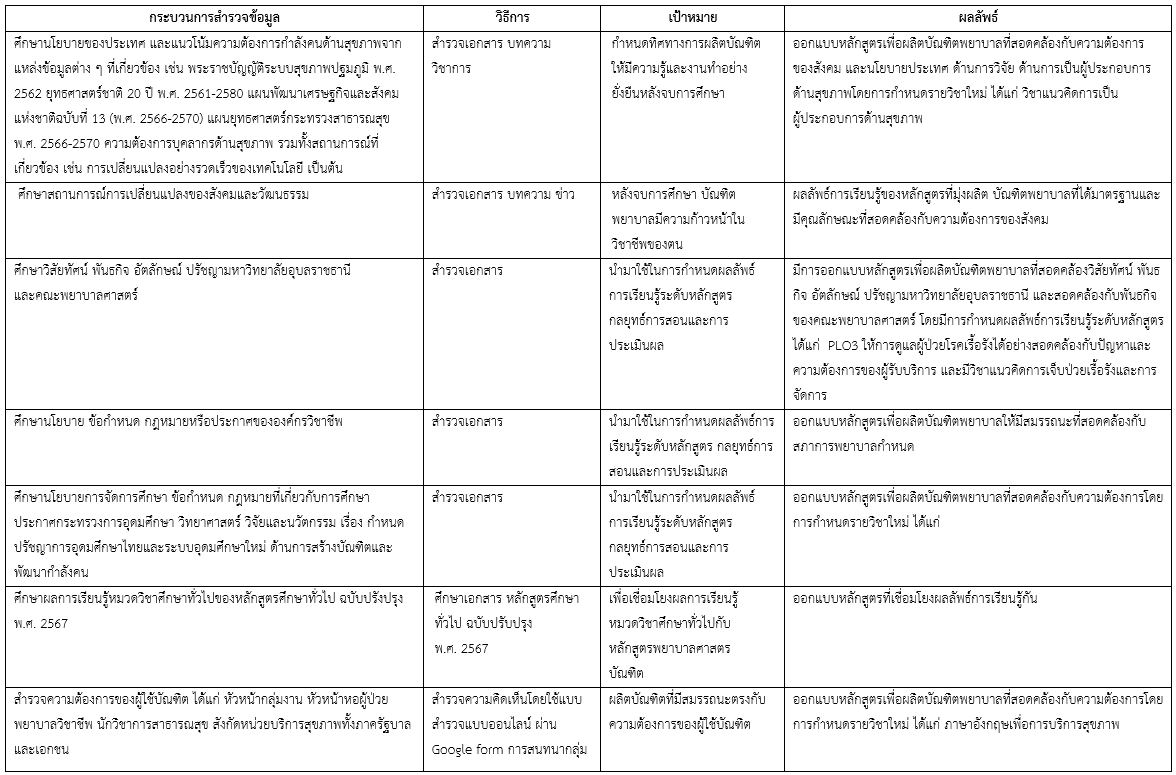 กระบวนการสำรวจข้อมูล
วิธีการ
เป้าหมาย
ผลลัพธ์
ศึกษานโยบายของประเทศ และแนวโน้มความต้องการกำลังคนด้านสุขภาพจาก
แหล่งข้อมูลต่าง ๆ ที่เกี่ยวข้อง เช่น พระราชบัญญัติระบบสุขภาพปฐมภูมิ พ.ศ.
2562 ยุทธศาสตร์ชาติ 20 ปี พ.ศ. 2561-2580 แผนพัฒนาเศรษฐกิจและสังคม
แห่งชาติฉบับที่ 13 (พ.ศ. 2566-2570) แผนยุทธศาสตร์กระทรวงสาธารณสุข
พ.ศ. 2566-2570 ความต้องการบุคลากรด้านสุขภาพ รวมทั้งสถานการณ์ที่
เกี่ยวข้อง เช่น การเปลี่ยนแปลงอย่างรวดเร็วของเทคโนโลยี เป็นต้น
สำรวจเอกสาร บทความ
วิชาการ
กำหนดทิศทางการผลิตบัณฑิต
ให้มีความรู้และงานทำอย่าง
ยั่งยืนหลังจบการศึกษา
ออกแบบหลักสูตรเพื่อผลิตบัณฑิตพยาบาลที่สอดคล้องกับความต้องการ
ของสังคม และนโยบายประเทศ ด้านการวิจัย ด้านการเป็นผู้ประกอบการ
ด้านสุขภาพโดยการกำหนดรายวิชาใหม่ ได้แก่ วิชาแนวคิดการเป็น
ผู้ประกอบการด้านสุขภาพ
ศึกษาสถานการณ์การเปลี่ยนแปลงของสังคมและวัฒนธรรม
สำรวจเอกสาร บทความ ข่าว
หลังจบการศึกษา บัณฑิต
พยาบาลมีความก้าวหน้าใน
วิชาชีพของตน
ผลลัพธ์การเรียนรู้ของหลักสูตรที่มุ่งผลิต บัณฑิตพยาบาลที่ได้มาตรฐานและ
มีคุณลักษณะที่สอดคล้องกับความต้องการของสังคม
ศึกษาวิสัยทัศน์ พันธกิจ อัตลักษณ์ ปรัชญามหาวิทยาลัยอุบลราชธานี
และคณะพยาบาลศาสตร์
สำรวจเอกสาร
นำมาใช้ในการกำหนดผลลัพธ์
การเรียนรู้ระดับหลักสูตร
กลยุทธ์การสอนและการ
ประเมินผล
มีการออกแบบหลักสูตรเพื่อผลิตบัณฑิตพยาบาลที่สอดคล้องวิสัยทัศน์ พันธ
กิจ อัตลักษณ์ ปรัชญามหาวิทยาลัยอุบลราชธานี และสอดคล้องกับพันธกิจ
ของคณะพยาบาลศาสตร์ โดยมีการกำหนดผลลัพธ์การเรียนรู้ระดับหลักสูตร
ได้แก่ PLO3 ให้การดูแลผู้ป่วยโรคเรื้อรังได้อย่างสอดคล้องกับปัญหาและ
ความต้องการของผู้รับบริการ และมีวิชาแนวคิดการเจ็บป่วยเรื้อรังและการ
จัดการ
ศึกษานโยบาย ข้อกำหนด กฎหมายหรือประกาศขององค์กรวิชาชีพ
สำรวจเอกสาร
นำมาใช้ในการกำหนดผลลัพธ์การ
เรียนรู้ระดับหลักสูตร กลยุทธ์การ
สอนและการประเมินผล
ออกแบบหลักสูตรเพื่อผลิตบัณฑิตพยาบาลให้มีสมรรถนะที่สอดคล้องกับ
สภาการพยาบาลกำหนด
ศึกษานโยบายการจัดการศึกษา ข้อกำหนด กฎหมายที่เกี่ยวกับการศึกษา
ประกาศกระทรวงการอุดมศึกษา วิทยาศาสตร์ วิจัยและนวัตกรรม เรื่อง กำหนด
ปรัชญาการอุดมศึกษาไทยและระบบอุดมศึกษาใหม่ ด้านการสร้างบัณฑิตและ
พัฒนากำลังคน
สำรวจเอกสาร
นำมาใช้ในการกำหนดผลลัพธ์
การเรียนรู้ระดับหลักสูตร
กลยุทธ์การสอนและการ
ประเมินผล
ออกแบบหลักสูตรเพื่อผลิตบัณฑิตพยาบาลที่สอดคล้องกับความต้องการโดย
การกำหนดรายวิชาใหม่ ได้แก่
ศึกษาผลการเรียนรู้หมวดวิชาศึกษาทั่วไปของหลักสูตรศึกษาทั่วไป ฉบับปรังปรุง
พ.ศ. 2567
ศึกษาเอกสาร หลักสูตรศึกษา
ทั่วไป ฉบับปรับปรุง
พ.ศ. 2567
เพื่อเชื่อมโยงผลการเรียนรู้
หมวดวิชาศึกษาทั่วไปกับ
หลักสูตรพยาบาลศาสตร
บัณฑิต
ออกแบบหลักสูตรที่เชื่อมโยงผลลัพธ์การเรียนรู้กัน
สำรวจความต้องการของผู้ใช้บัณฑิต ได้แก่ หัวหน้ากลุ่มงาน หัวหน้าหอผู้ป่วย
พยาบาลวิชาชีพ นักวิชาการสาธารณสุข สังกัดหน่วยบริการสุขภาพทั้งภาครัฐบาล
และเอกชน
สำรวจความคิดเห็นโดยใช้แบบ
สำรวจแบบออนไลน์ ผ่าน
Google form การสนทนากลุ่ม
ผลิตบัณฑิตที่มีสมรรถนะตรงกับ
ความต้องการของผู้ใช้บัณฑิต
ออกแบบหลักสูตรเพื่อผลิตบัณฑิตพยาบาลที่สอดคล้องกับความต้องการโดย
การกำหนดรายวิชาใหม่ ได้แก่ ภาษาอังกฤษเพื่อการบริการสุขภาพ